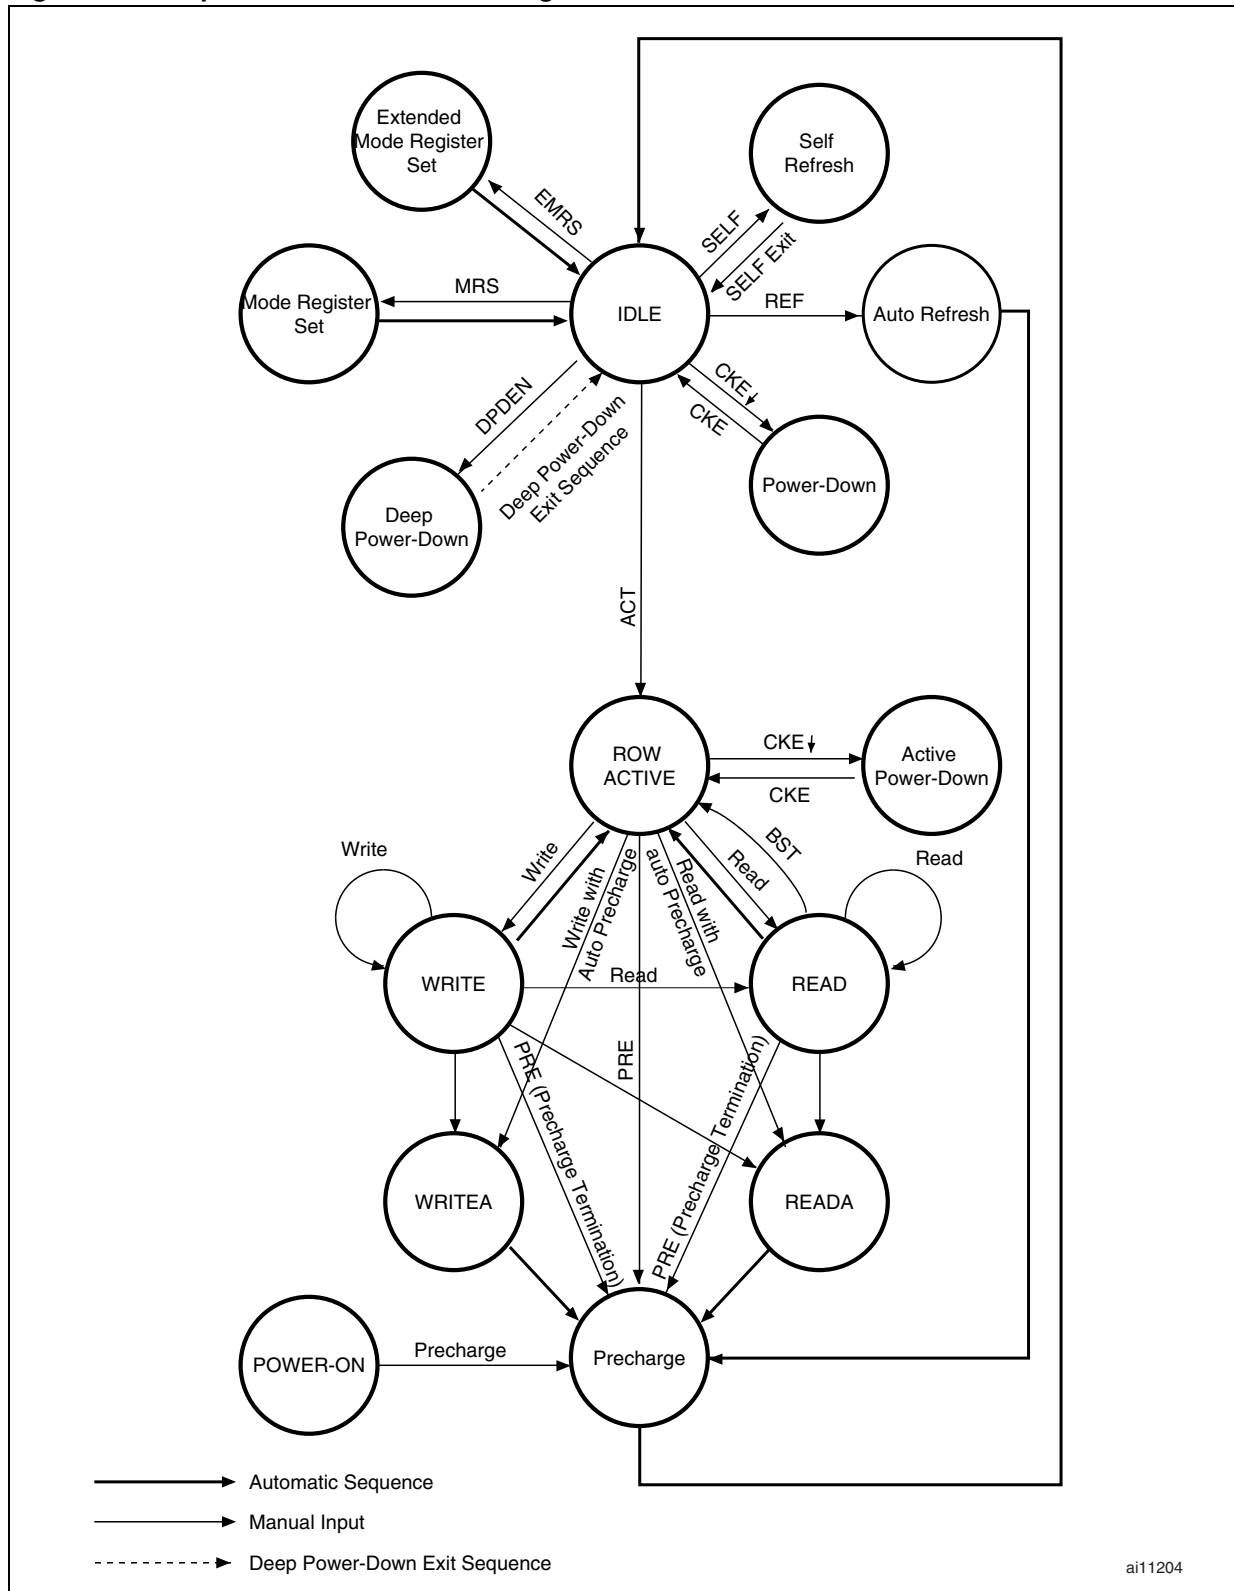 Extended
Mode Register
Set
Self
Refresh
EMRS
SELF
SELF Exit
Mode Register
Set
MRS
IDLE
REF
Auto Refresh
DPDEN
Deep Power-Down
Exit Sequence
CKE↓
CKE
Deep
Power-Down
Power-Down
ACT
ROW
ACTIVE
CKE↓
CKE
Active
Power-Down
Write
Write
Write with
Auto Precharge
Read with
auto Precharge
Read
BST
Read
WRITE
Read
READ
PRE (Precharge Termination)
PRE
PRE (Precharge Termination)
WRITEA
READA
POWER-ON
Precharge
Precharge
Automatic Sequence
Manual Input
Deep Power-Down Exit Sequence
ai11204